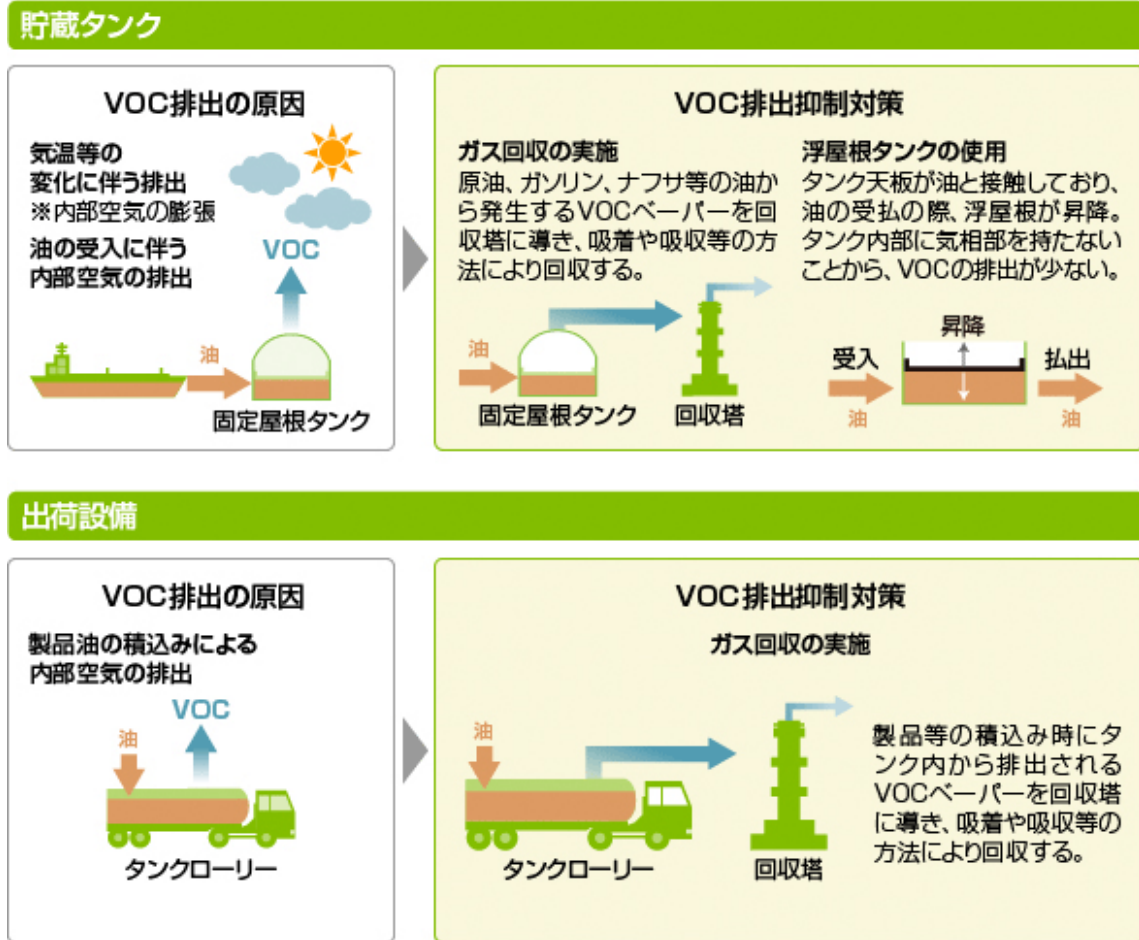 貯蔵タンク
VOC排出の原因
気温等の
変化に伴う排出
※内部空気の膨張
油の受入に伴う
内部空気の排出
VOC
油
固定屋根タンク
VOC排出抑制対策
ガス回収の実施
原油、ガソリン、ナフサ等の油か
ら発生するVOCベーパーを回
収塔に導き、吸着や吸収等の方
法により回収する。
油
固定屋根タンク
回収塔
浮屋根タンクの使用
タンク天板が油と接触しており、
油の受払の際、浮屋根が昇降。
タンク内部に気相部を持たない
ことから、VOCの排出が少ない。
昇降
受入
油
払出
油
出荷設備
VOC排出の原因
製品油の積込みによる
内部空気の排出
VOC
油
タンクローリー
VOC排出抑制対策
ガス回収の実施
油
タンクローリー
回収塔
製品等の積込み時にタ
ンク内から排出される
VOCベーパーを回収塔
に導き、吸着や吸収等の
方法により回収する。